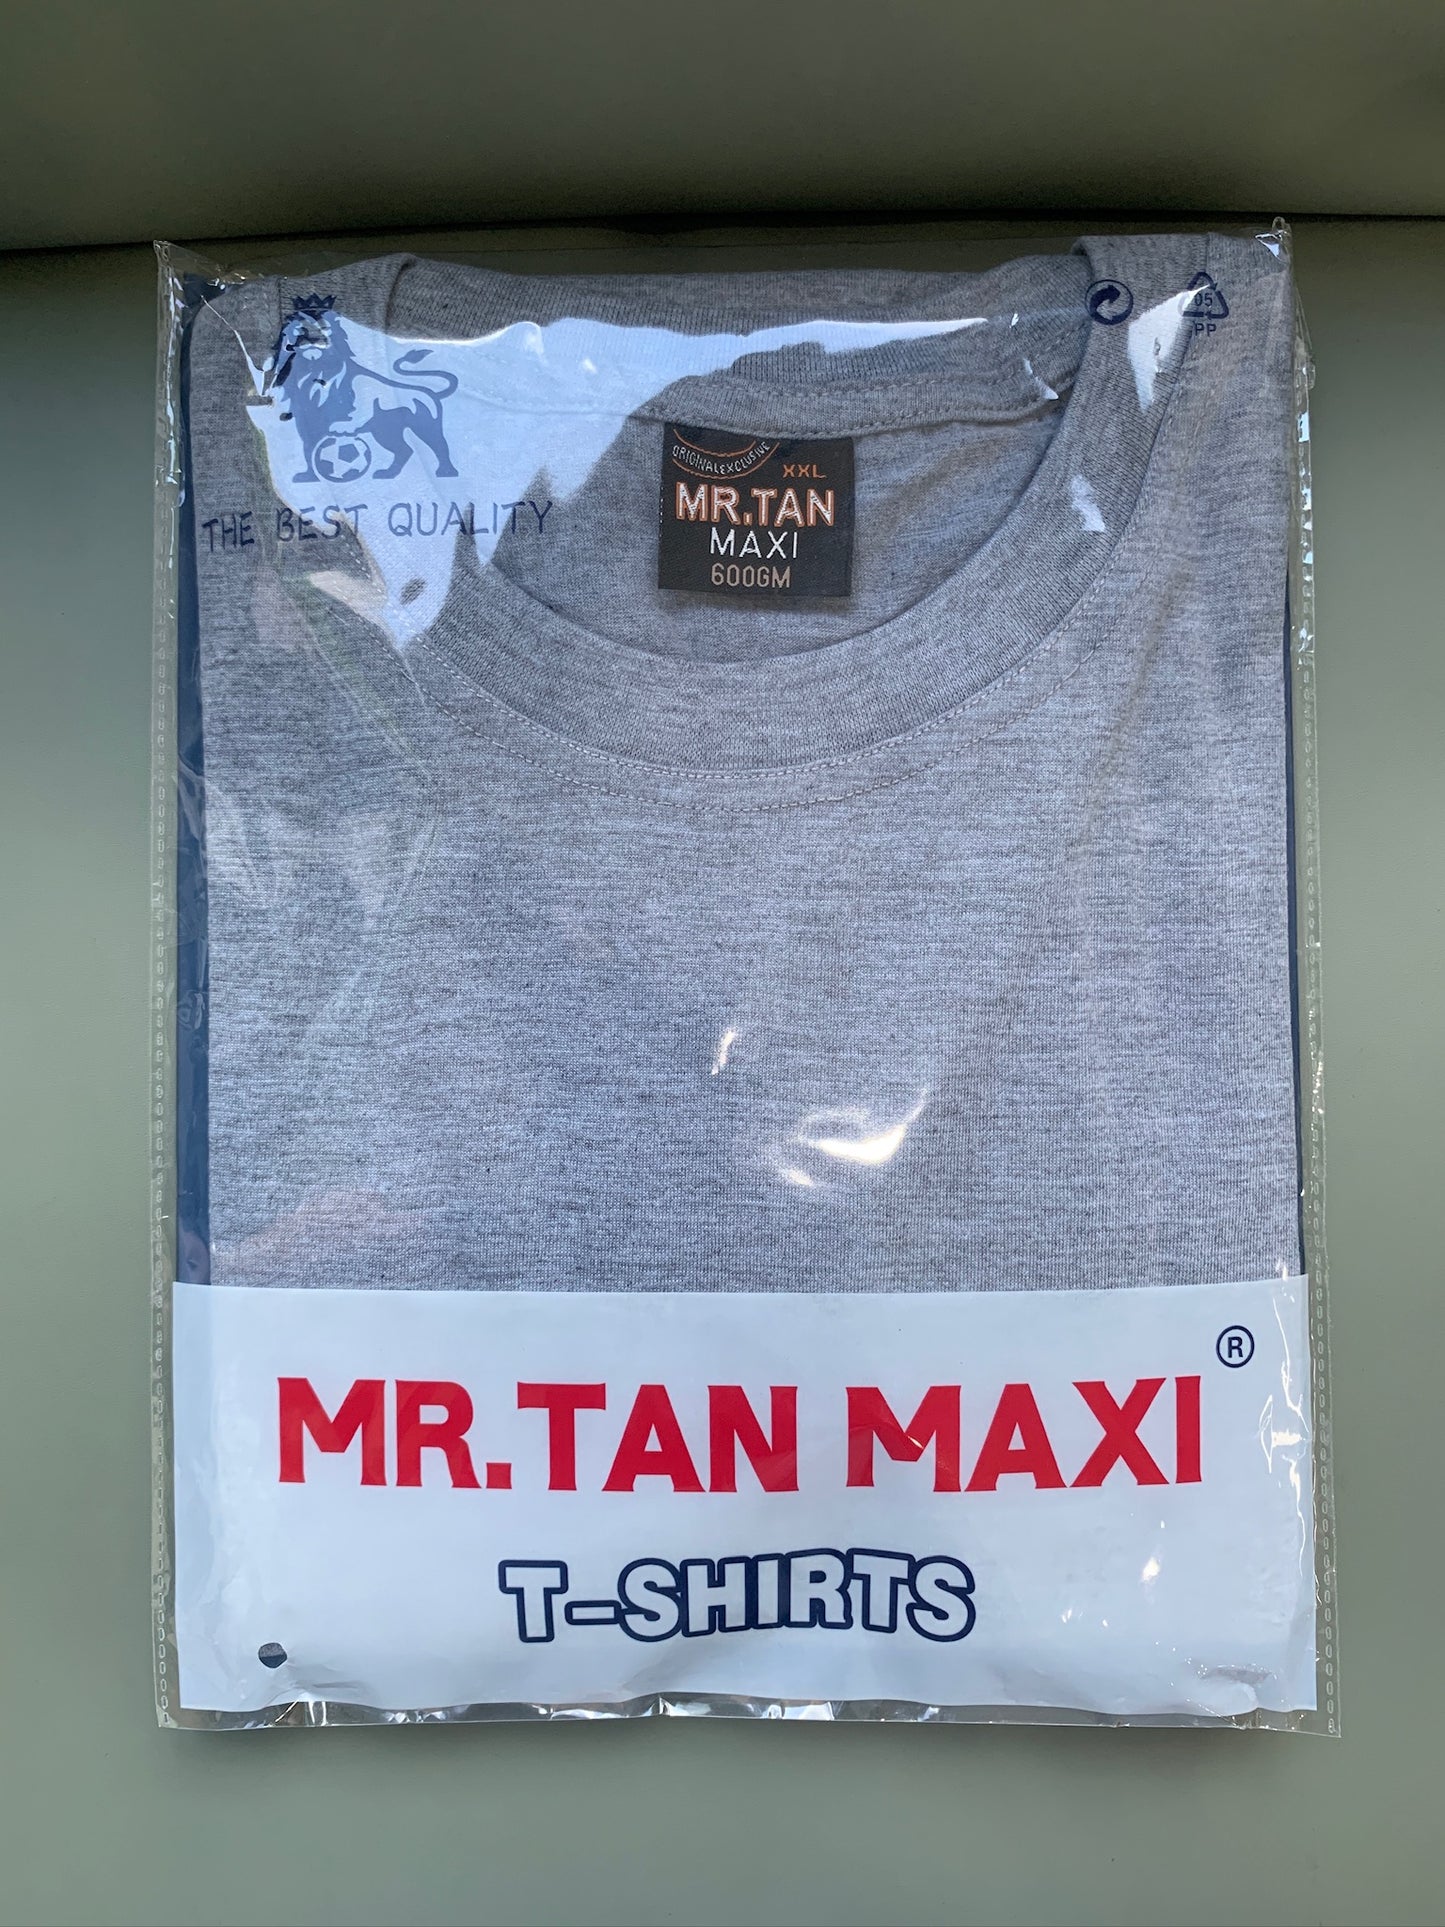 05
PP
THE BEST QUALITY
ORIGINALEXCLUSIVE
XXL
MR.TAN
MAXI
600GM
MR.TAN MAXI ®
T-SHIRTS